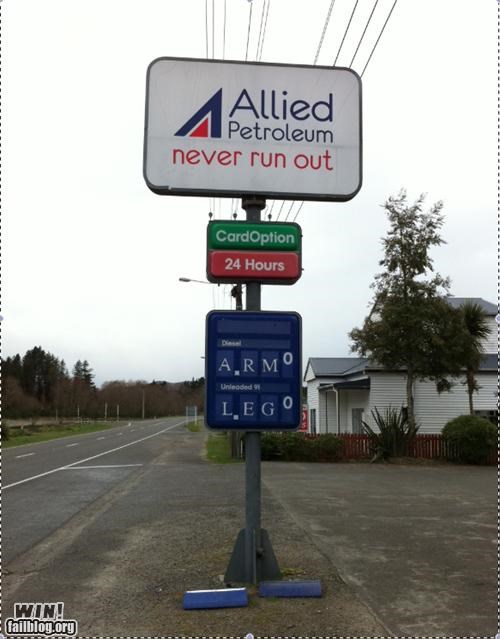 Allied
Petroleum
never run out
CardOption
24 Hours
Diesel
A.RM0
Unleaded 91
L.EG0
WIN!
failblog.org